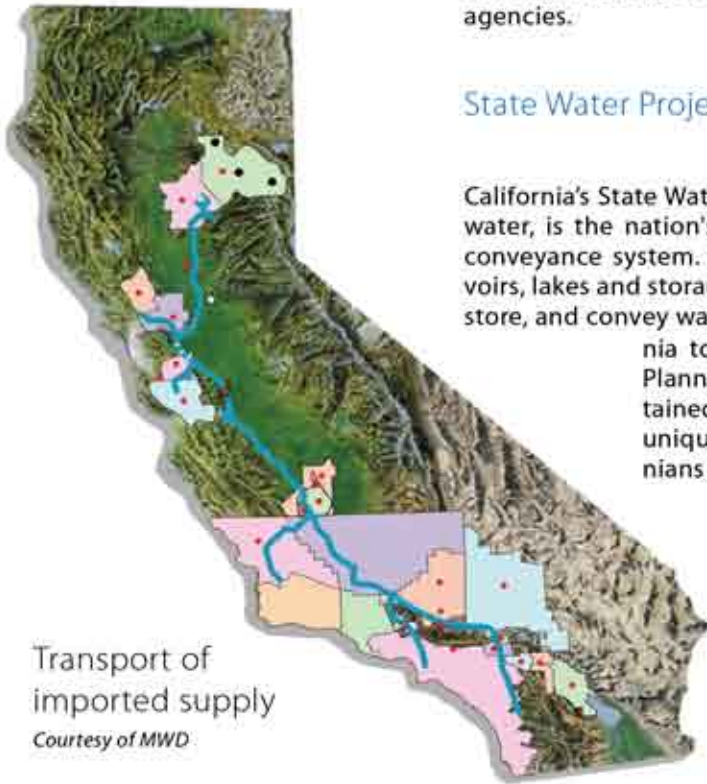 agencies.
State Water Proje
California's State Wat
water, is the nation's
conveyance system.
voirs, lakes and stora
store, and convey wa
nia to
Plann
tained
uniqu
nians
Transport of
imported supply
Courtesy of MWD